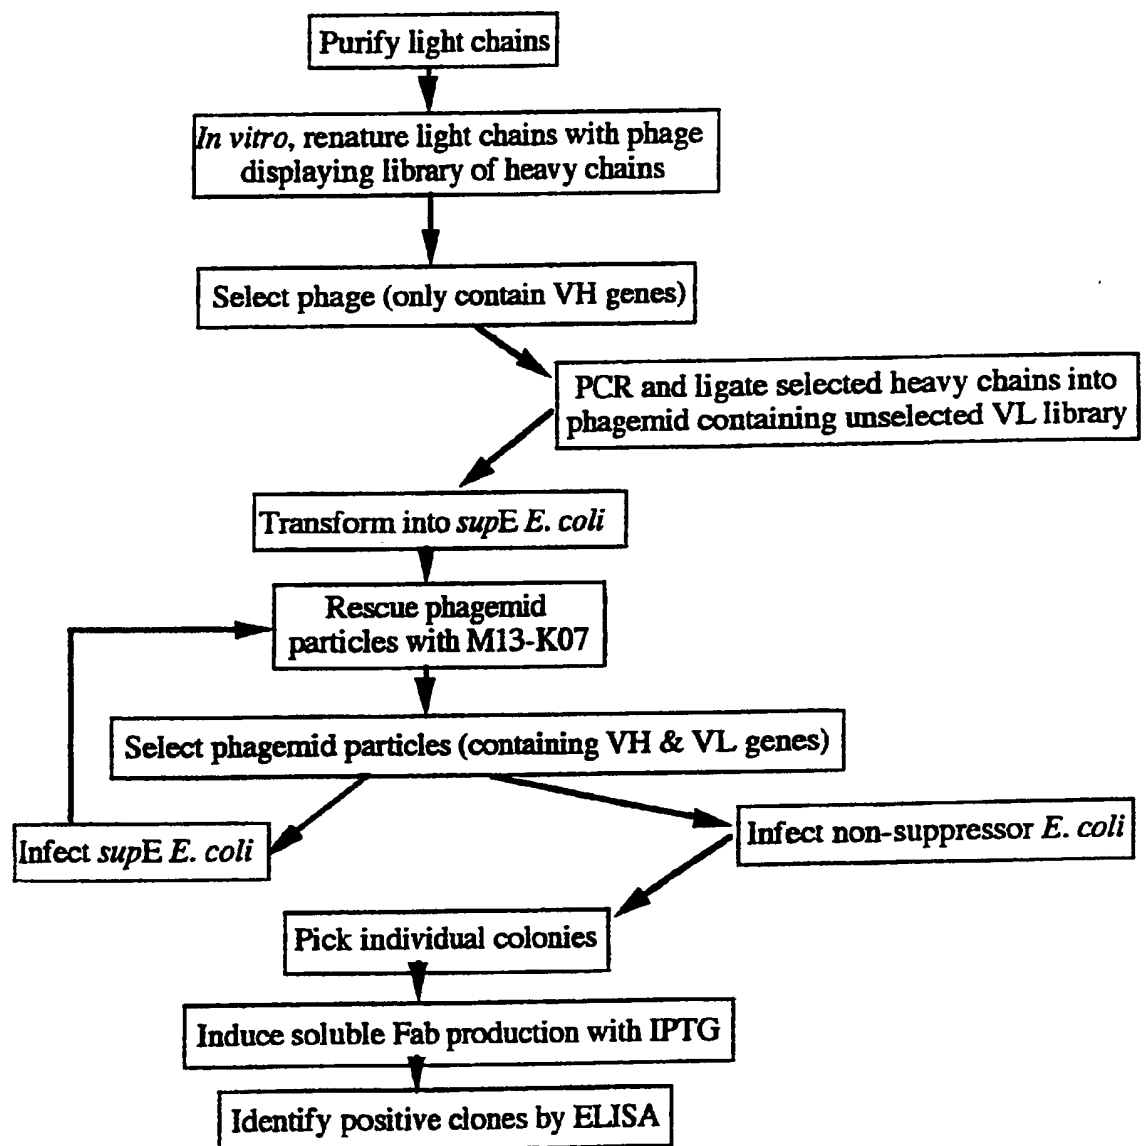 Purify light chains
In vitro, renature light chains with phage
displaying library of heavy chains
Select phage (only contain VH genes)
PCR and ligate selected heavy chains into
phagemid containing unselected VL library
Transform into supE E. coli
Rescue phagemid
particles with M13-K07
Select phagemid particles (containing VH & VL genes)
Infect supE E. coli
Infect non-suppressor E. coli
Pick individual colonies
Induce soluble Fab production with IPTG
Identify positive clones by ELISA